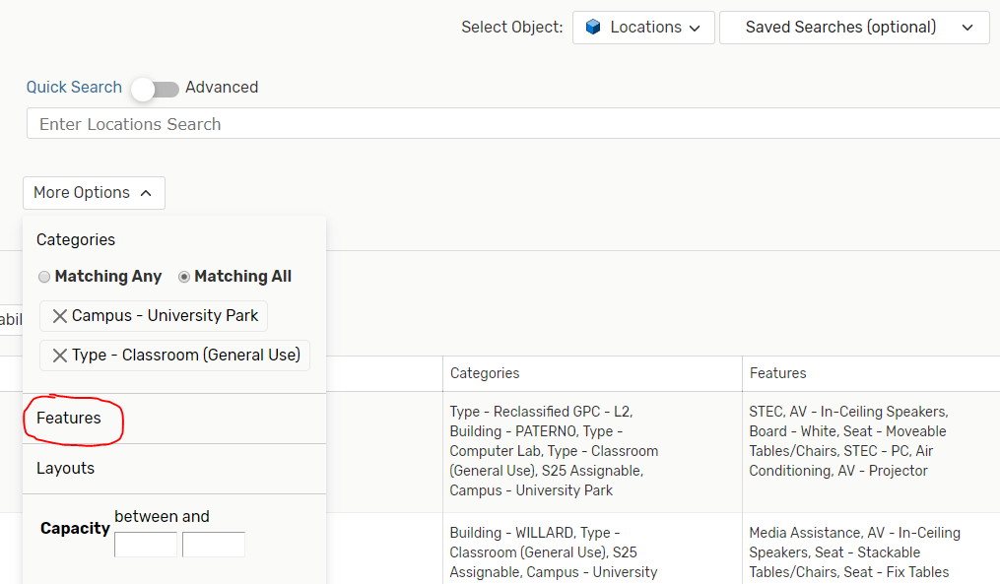 Select Object: Locations Saved Searches (optional)
Quick Search Advanced
Enter Locations Search
More Options
Categories
Matching Any Matching All
Campus - University Park
abil
Type - Classroom (General Use)
Features
Layouts
Capacity between and
Categories Features
Type - Reclassified GPC - L2,
Building - PATERNO, Type -
Computer Lab, Type - Classroom
(General Use), S25 Assignable,
Campus - University Park
STEC, AV - In-Ceiling Speakers,
Board - White, Seat - Moveable
Tables/Chairs, STEC - PC, Air
Conditioning, AV - Projector
Building - WILLARD, Type -
Classroom (General Use), S25
Assignable, Campus - University
Media Assistance, AV - In-Ceiling
Speakers, Seat - Stackable
Tables/Chairs, Seat - Fix Tables